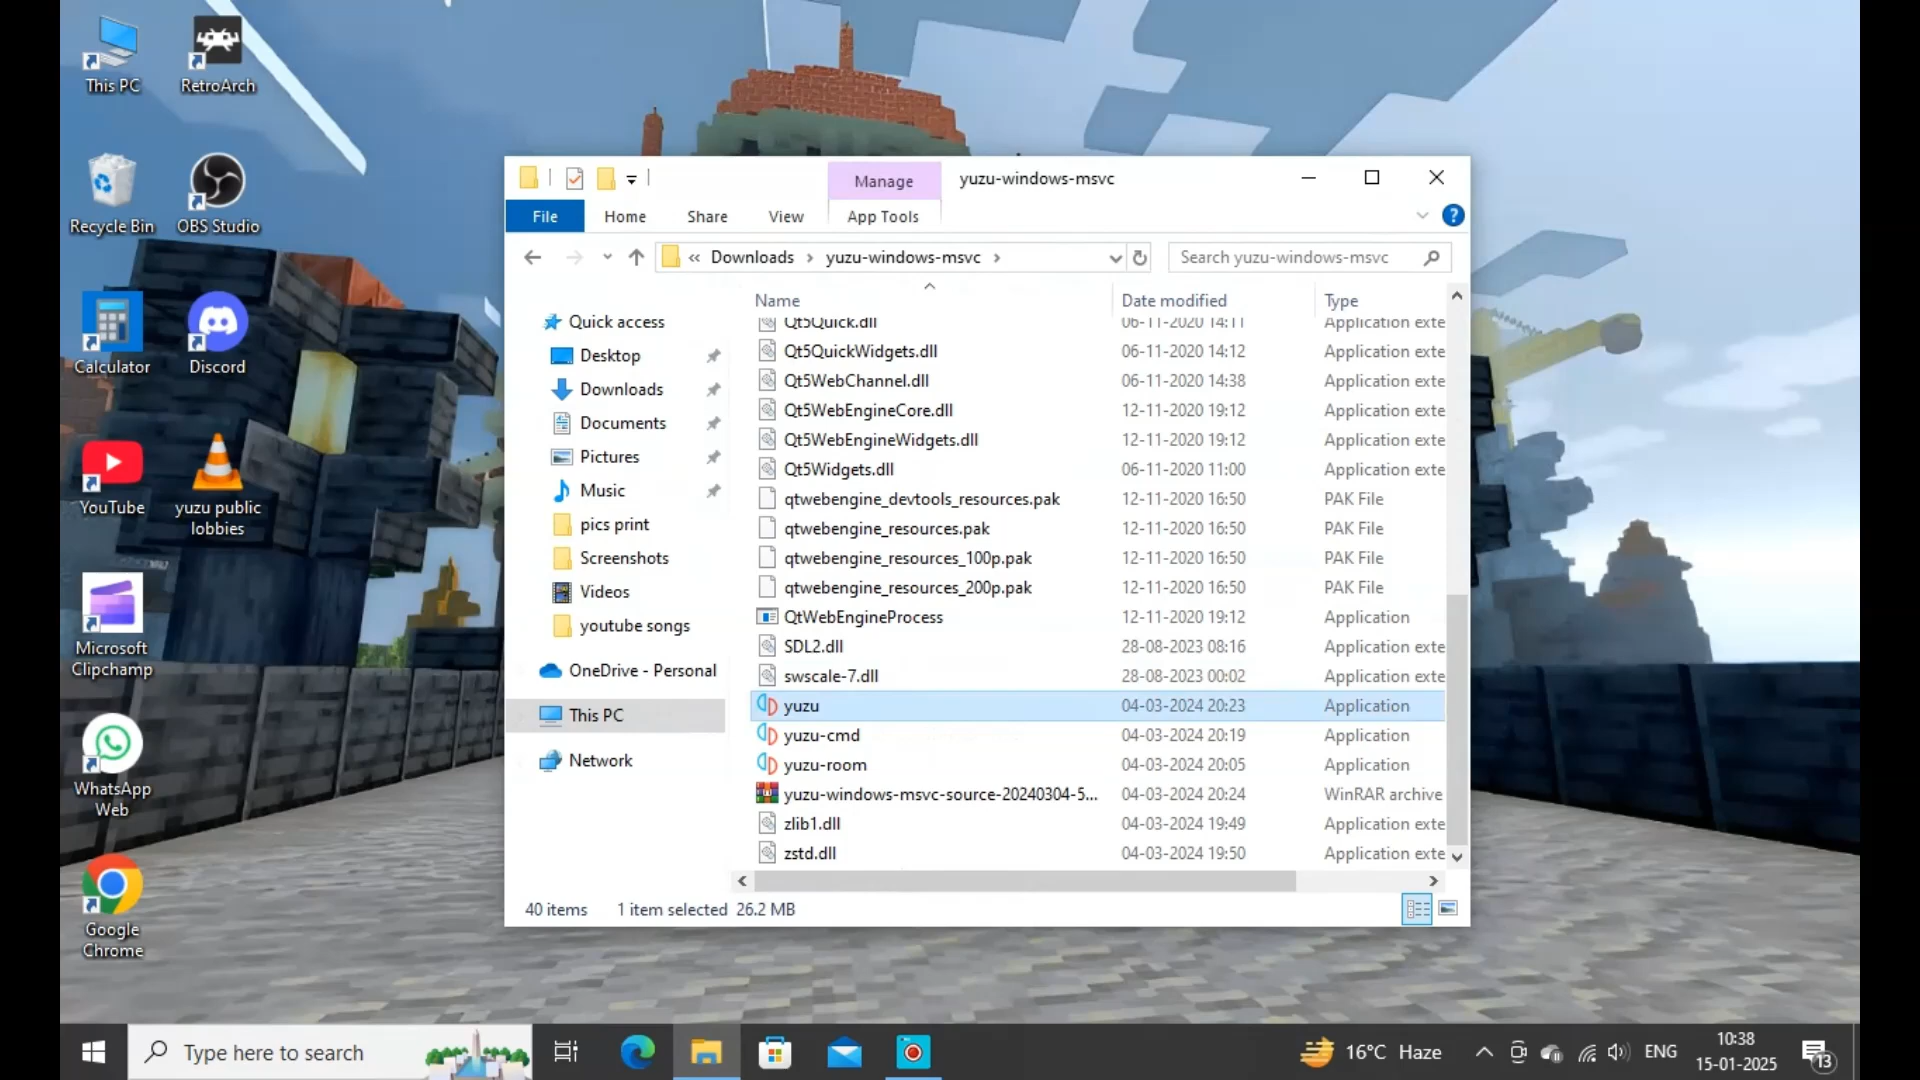 This PC
RetroArch
Recycle Bin
OBS Studio
Calculator
Discord
YouTube
yuzu public
lobbies
Microsoft
Clipchamp
WhatsApp
Web
Google
Chrome
Manage
yuzu-windows-msvc
File
Home
Share
View
App Tools
?
« Downloads > yuzu-windows-msvc >
Search yuzu-windows-msvc
Quick access
Desktop
Downloads
Documents
Pictures
Music
pics print
Screenshots
Videos
youtube songs
OneDrive - Personal
This PC
Network
Name Date modified Type
Qt5Quick.dll 06-11-2020 14:11 Application exte
Qt5QuickWidgets.dll 06-11-2020 14:12 Application exte
Qt5WebChannel.dll 06-11-2020 14:38 Application exte
Qt5WebEngineCore.dll 12-11-2020 19:12 Application exte
Qt5WebEngineWidgets.dll 12-11-2020 19:12 Application exte
Qt5Widgets.dll 06-11-2020 11:00 Application exte
qtwebengine_devtools_resources.pak 12-11-2020 16:50 PAK File
qtwebengine_resources.pak 12-11-2020 16:50 PAK File
qtwebengine_resources_100p.pak 12-11-2020 16:50 PAK File
qtwebengine_resources_200p.pak 12-11-2020 16:50 PAK File
QtWebEngineProcess 12-11-2020 19:12 Application
SDL2.dll 28-08-2023 08:16 Application exte
swscale-7.dll 28-08-2023 00:02 Application exte
yuzu 04-03-2024 20:23 Application
yuzu-cmd 04-03-2024 20:19 Application
yuzu-room 04-03-2024 20:05 Application
yuzu-windows-msvc-source-20240304-5... 04-03-2024 20:24 WinRAR archive
zlib1.dll 04-03-2024 19:49 Application exte
zstd.dll 04-03-2024 19:50 Application exte
40 items 1 item selected 26.2 MB
Type here to search
16°C Haze
ENG
10:38
15-01-2025
13